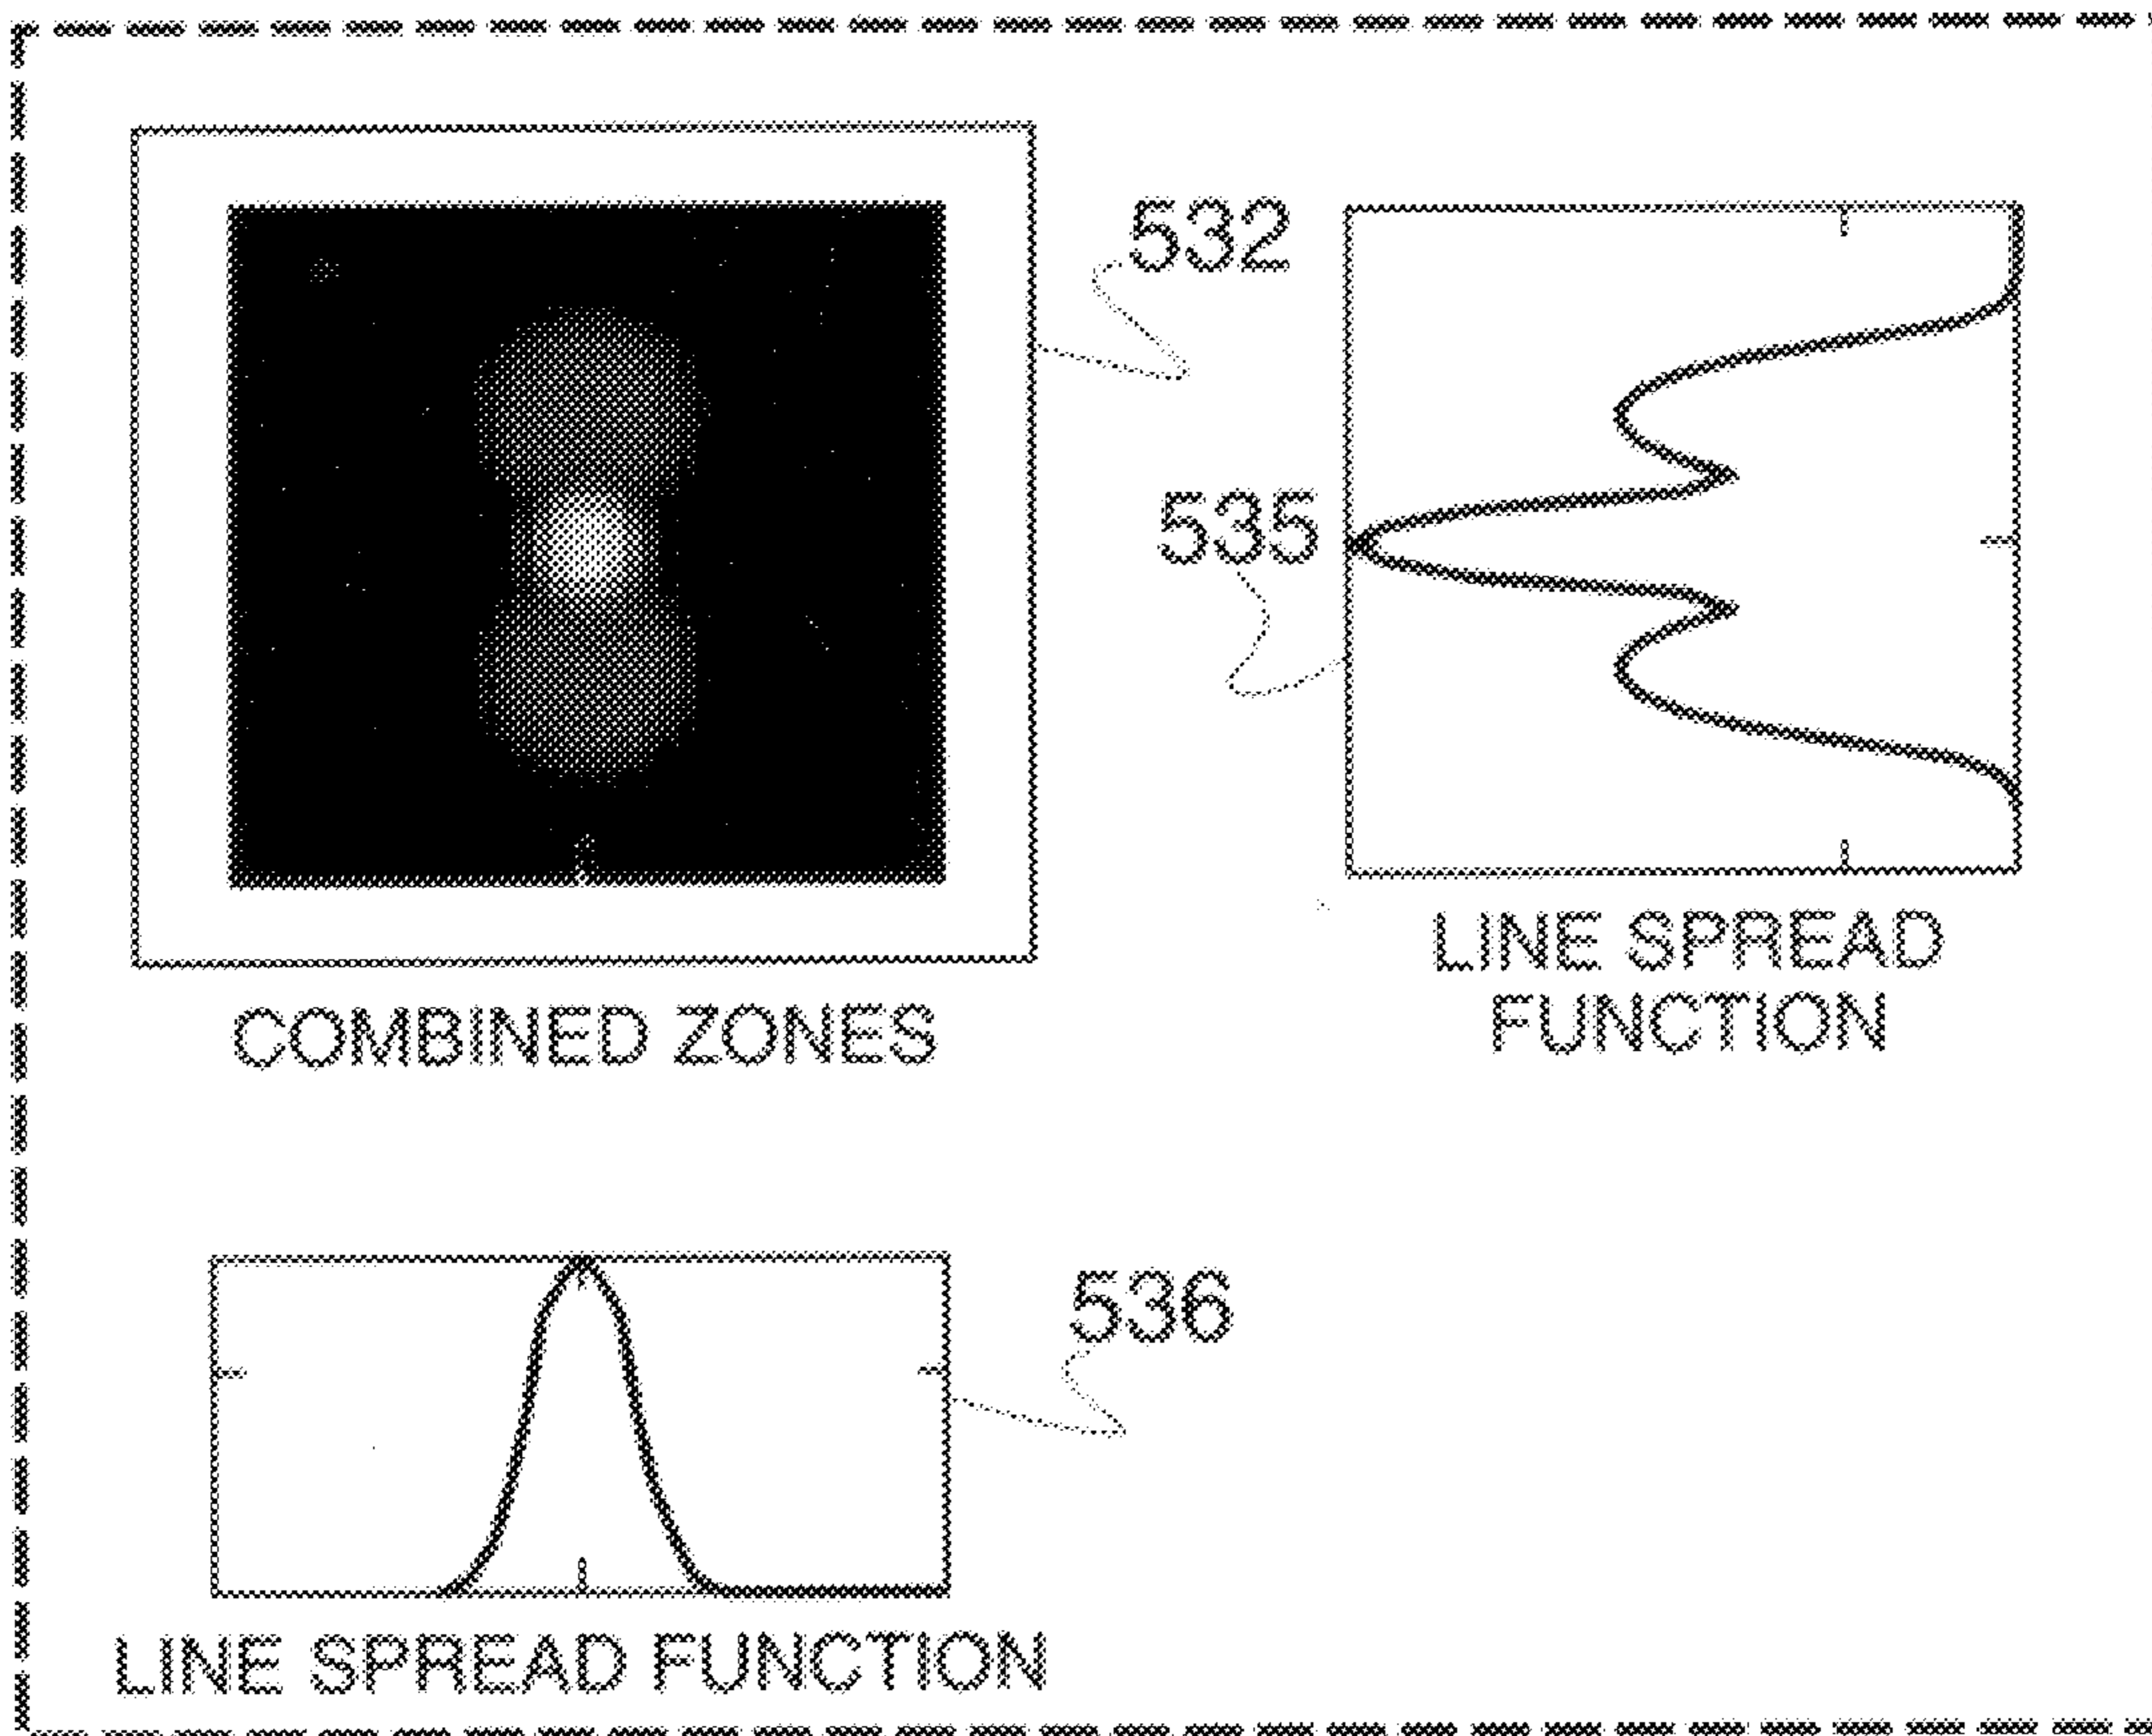 532
535
LINE SPREAD
FUNCTION
COMBINED ZONES
536
LINE SPREAD FUNCTION